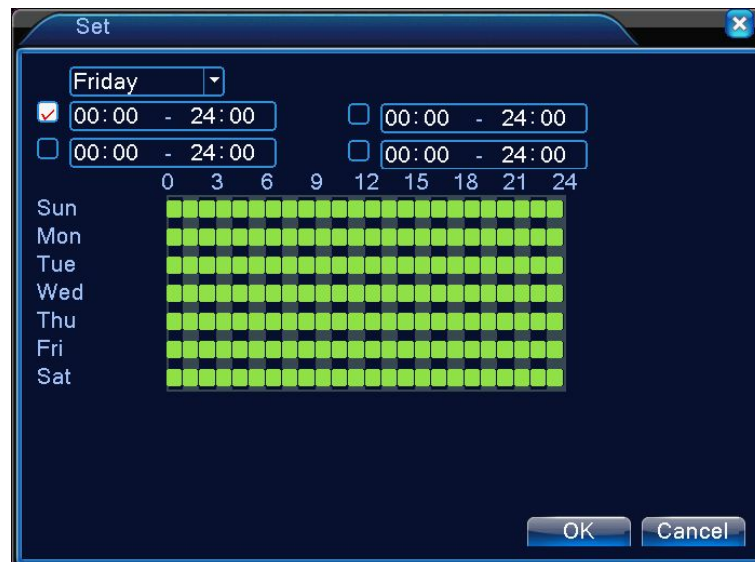 Set
Friday
00:00 - 24:00 00:00 - 24:00
00:00 - 24:00 00:00 - 24:00
0 3 6 9 12 15 18 21 24
Sun
Mon
Tue
Wed
Thu
Fri
Sat
OK Cancel